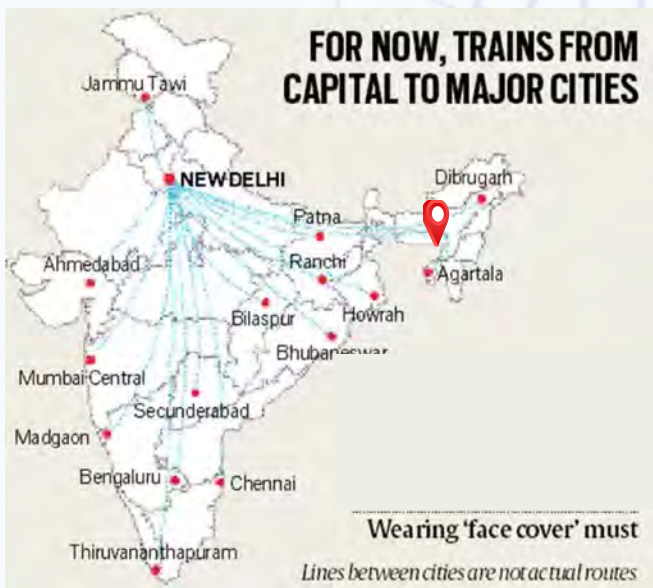 FOR NOW, TRAINS FROM
CAPITAL TO MAJOR CITIES
Jammu Tawi
NEW DELHI
Dibrugarh
Patna
Ahmedabad
Ranchi
Agartala
Bilaspur
Howrah
Bhubaneswar
Mumbai Central
Secunderabad
Madgaon
Bengaluru
Chennai
Wearing 'face cover' must
Thiruvananthapuram
Lines between cities are not actual routes